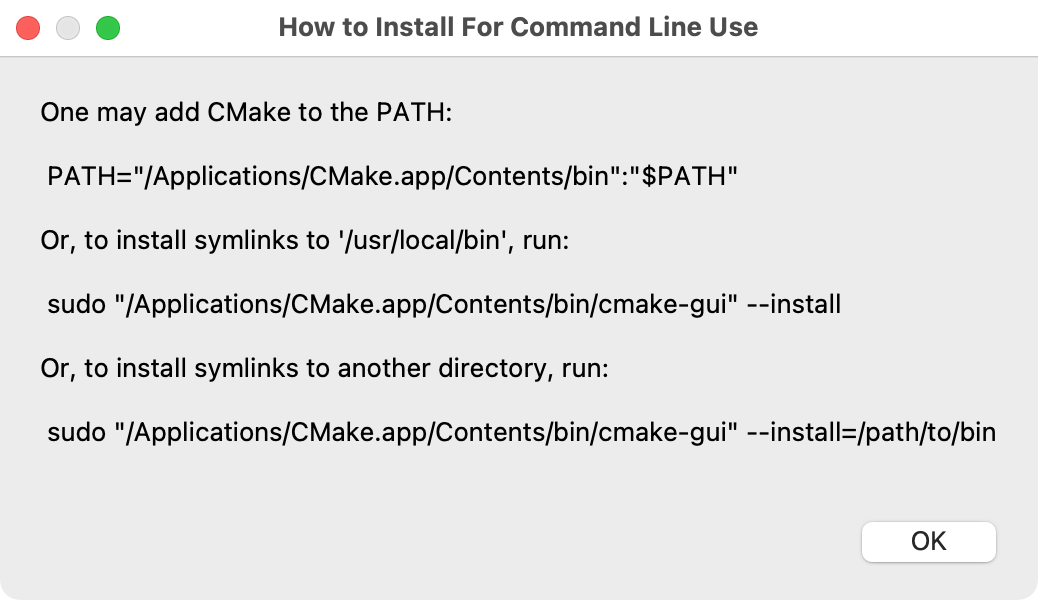 How to Install For Command Line Use
One may add CMake to the PATH:
PATH="/Applications/CMake.app/Contents/bin":"$PATH"
Or, to install symlinks to '/usr/local/bin', run:
sudo "/Applications/CMake.app/Contents/bin/cmake-gui" --install
Or, to install symlinks to another directory, run:
sudo "/Applications/CMake.app/Contents/bin/cmake-gui" --install=/path/to/bin
OK